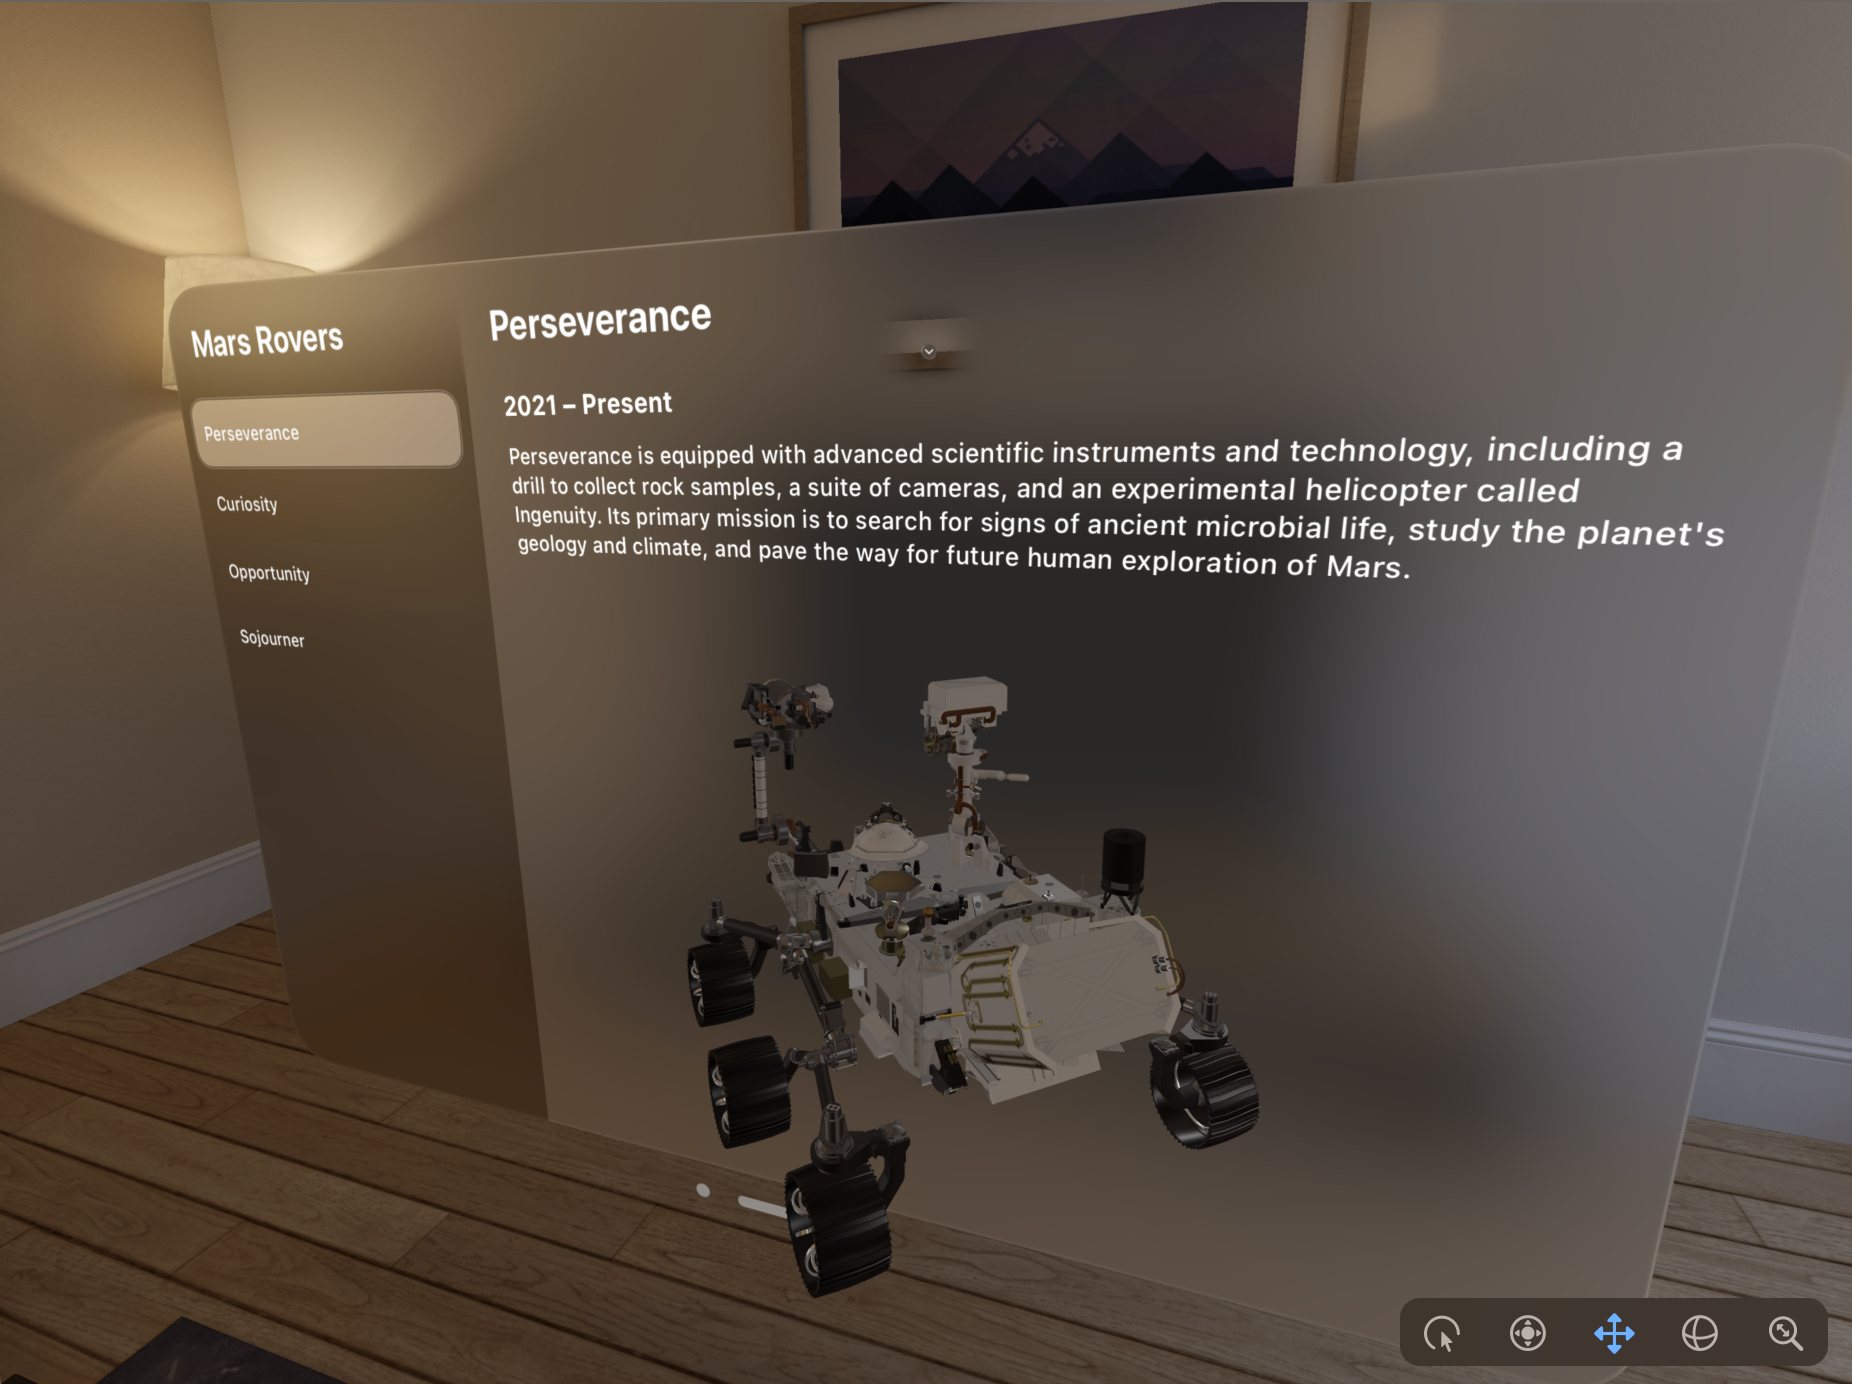 Mars Rovers
Perseverance
Curiosity
Opportunity
Sojourner
Perseverance
2021 – Present
Perseverance is equipped with advanced scientific instruments and technology, including a
drill to collect rock samples, a suite of cameras, and an experimental helicopter called
Ingenuity. Its primary mission is to search for signs of ancient microbial life, study the planet's
geology and climate, and pave the way for future human exploration of Mars.